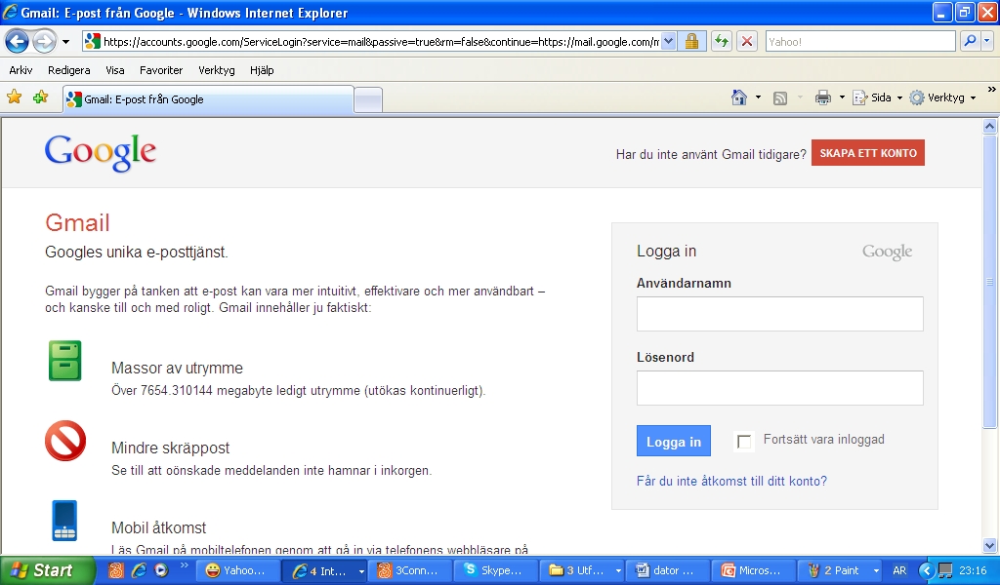 Gmail: E-post från Google - Windows Internet Explorer
https://accounts.google.com/ServiceLogin?service=mail&passive=true&rm=false&continue=https://mail.google.com/m
Yahoo!
Arkiv Redigera Visa Favoriter Verktyg Hjälp
Gmail: E-post från Google
Sida Verktyg
Google
Har du inte använt Gmail tidigare? SKAPA ETT KONTO
Gmail
Googles unika e-posttjänst.
Gmail bygger på tanken att e-post kan vara mer intuitivt, effektivare och mer användbart –
och kanske till och med roligt. Gmail innehåller ju faktiskt:
Massor av utrymme
Över 7654.310144 megabyte ledigt utrymme (utökas kontinuerligt).
Mindre skräppost
Se till att oönskade meddelanden inte hamnar i inkorgen.
Mobil åtkomst
Läs Gmail på mobiltelefonen genom att gå in via telefonens webbläsare på
Logga in Google
Användarnamn
Lösenord
Logga in Fortsätt vara inloggad
Får du inte åtkomst till ditt konto?
Start Yahoo... 4 Int... 3Conn... Skype... 3 Utf... dator ... Micros... 2 Paint AR 23:16